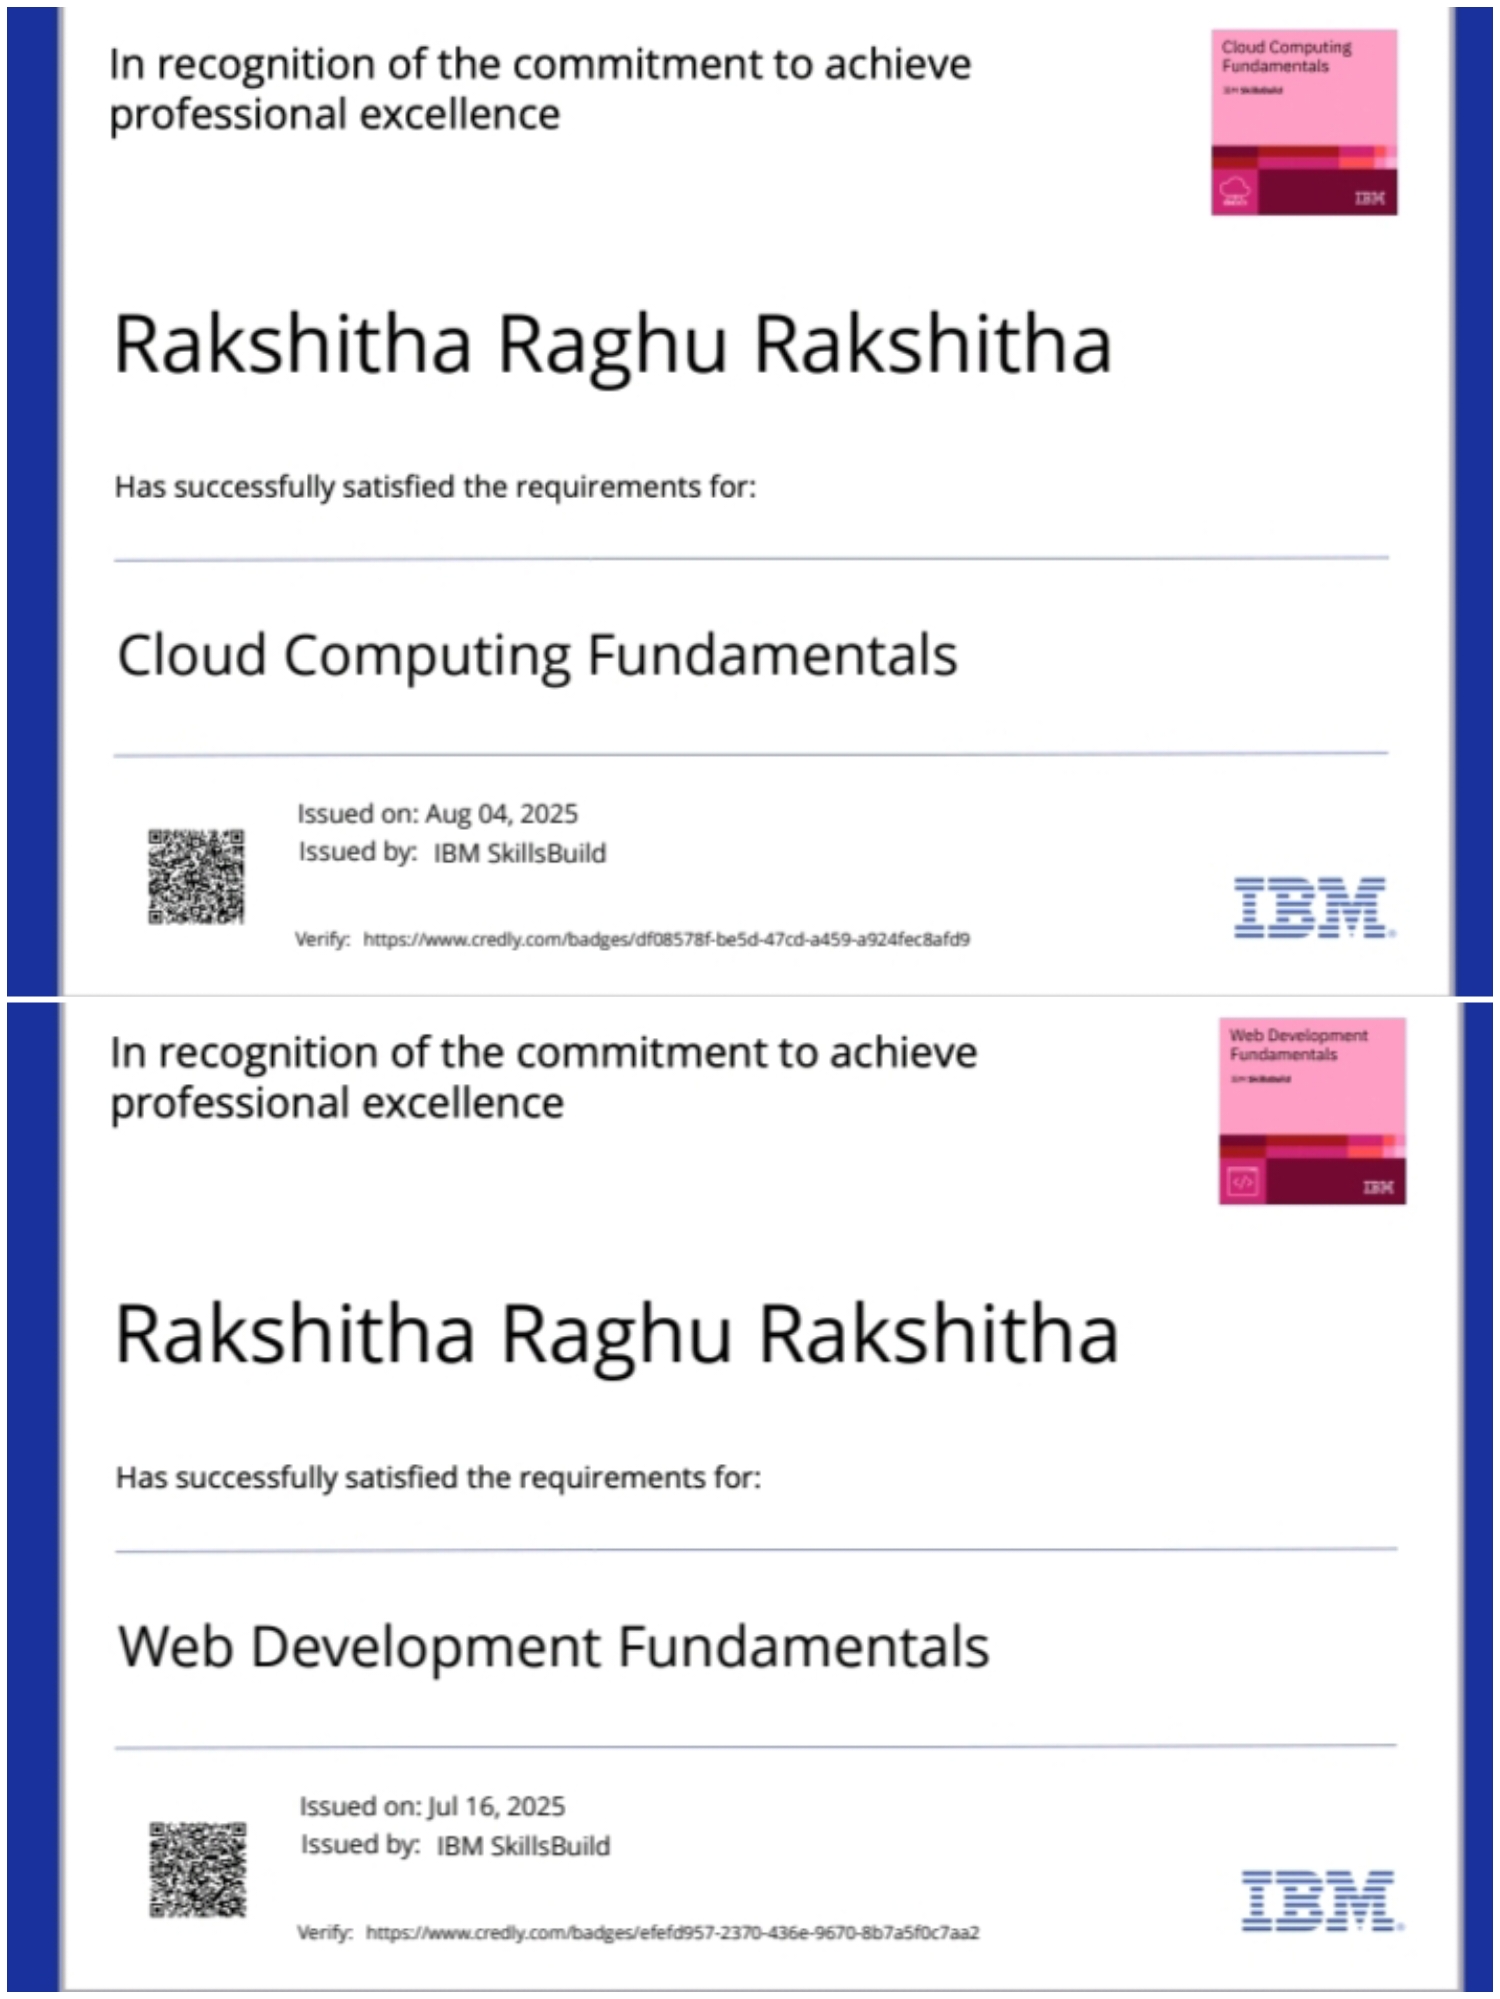 In recognition of the commitment to achieve
professional excellence
Cloud Computing
Fundamentals
IBM SkillsBuild
IBM
Rakshitha Raghu Rakshitha
Has successfully satisfied the requirements for:
Cloud Computing Fundamentals
Issued on: Aug 04, 2025
Issued by: IBM SkillsBuild
Verify: https://www.credly.com/badges/df08578f-be5d-47cd-a459-a924fec8afd9
IBM
In recognition of the commitment to achieve
professional excellence
Web Development
Fundamentals
IBM SkillsBuild
</>
IBM
Rakshitha Raghu Rakshitha
Has successfully satisfied the requirements for:
Web Development Fundamentals
Issued on: Jul 16, 2025
Issued by: IBM SkillsBuild
Verify: https://www.credly.com/badges/efefd957-2370-436e-9670-8b7a5f0c7aa2
IBM